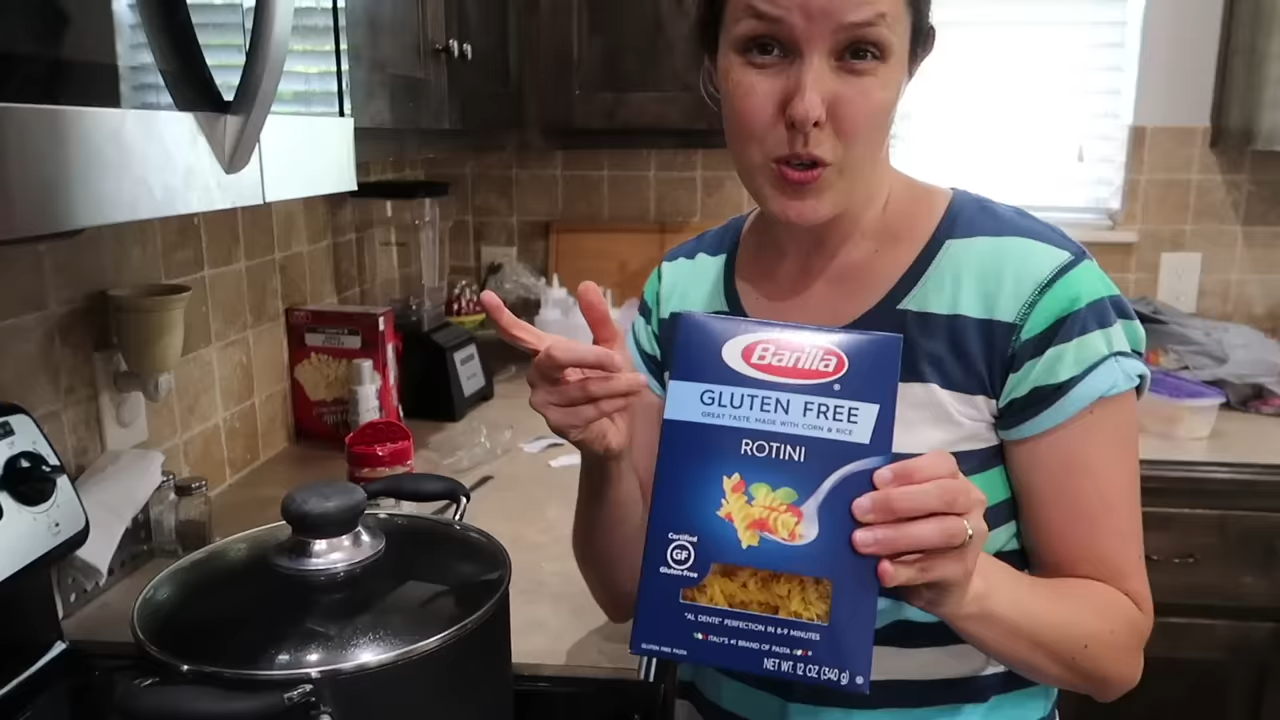 Barilla
GLUTEN FREE
GREAT TASTE, MADE WITH CORN & RICE
ROTINI
Certified
GF
Gluten-Free
"AL DENTE" PERFECTION IN 8-9 MINUTES
ITALY'S #1 BRAND OF PASTA
GLUTEN FREE PASTA
NET WT. 12 OZ (340 g)